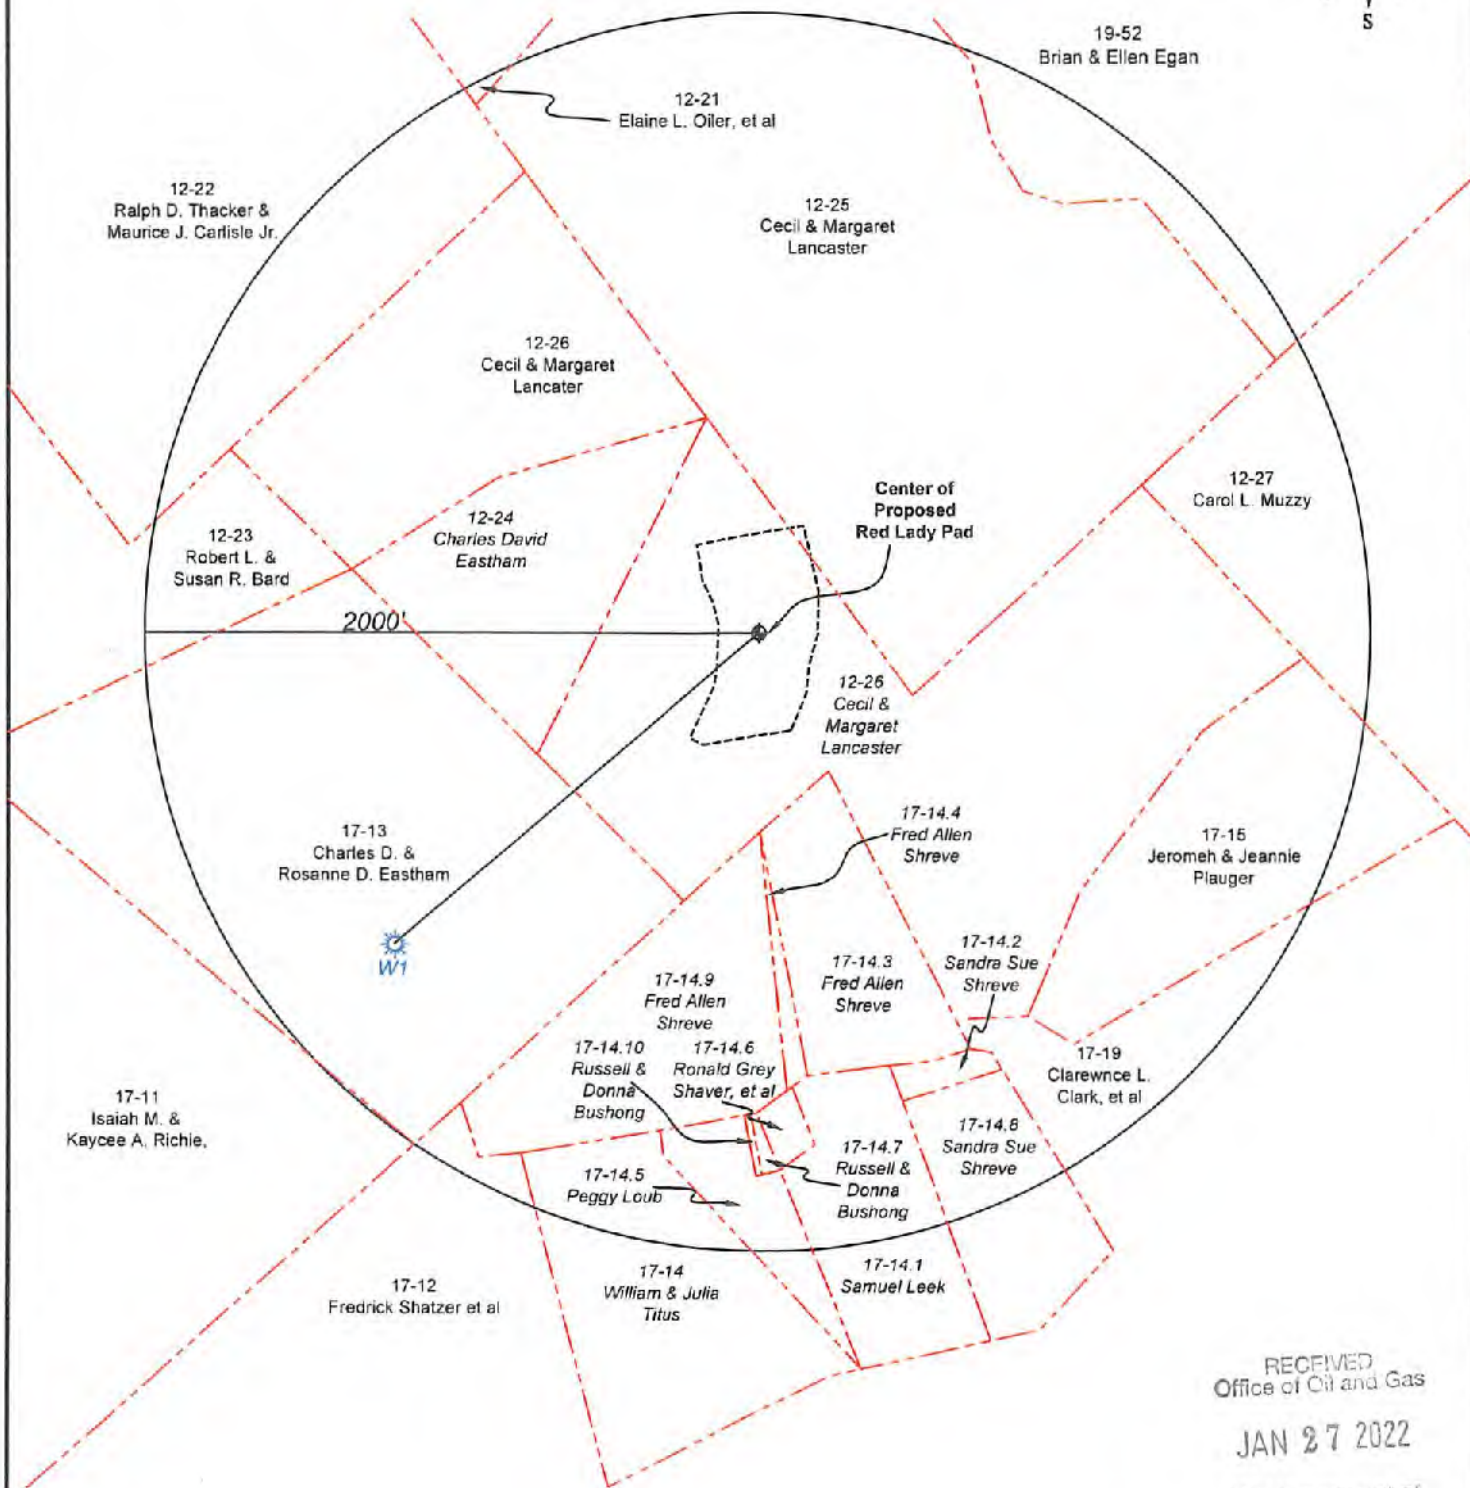 S
19-52
Brian & Ellen Egan
12-21
Elaine L. Oiler, et al
12-22
Ralph D. Thacker &
Maurice J. Carlisle Jr.
12-25
Cecil & Margaret
Lancaster
12-26
Cecil & Margaret
Lancater
Center of
Proposed
Red Lady Pad
12-27
Carol L. Muzzy
12-24
Charles David
Eastham
12-23
Robert L. &
Susan R. Bard
2000'
12-26
Cecil &
Margaret
Lancaster
17-13
Charles D. &
Rosanne D. Eastham
17-14.4
Fred Allen
Shreve
17-15
Jeromeh & Jeannie
Plauger
W1
17-14.9
Fred Allen
Shreve
17-14.3
Fred Allen
Shreve
17-14.2
Sandra Sue
Shreve
17-14.10
Russell &
Donna
Bushong
17-14.6
Ronald Grey
Shaver, et al
17-19
Clarewnce L.
Clark, et al
17-11
Isaiah M. &
Kaycee A. Richie,
17-14.7
Russell &
Donna
Bushong
17-14.8
Sandra Sue
Shreve
17-14.5
Peggy Loub
17-12
Fredrick Shatzer et al
17-14
William & Julia
Titus
17-14.1
Samuel Leek
RECEIVED
Office of Oil and Gas
JAN 27 2022